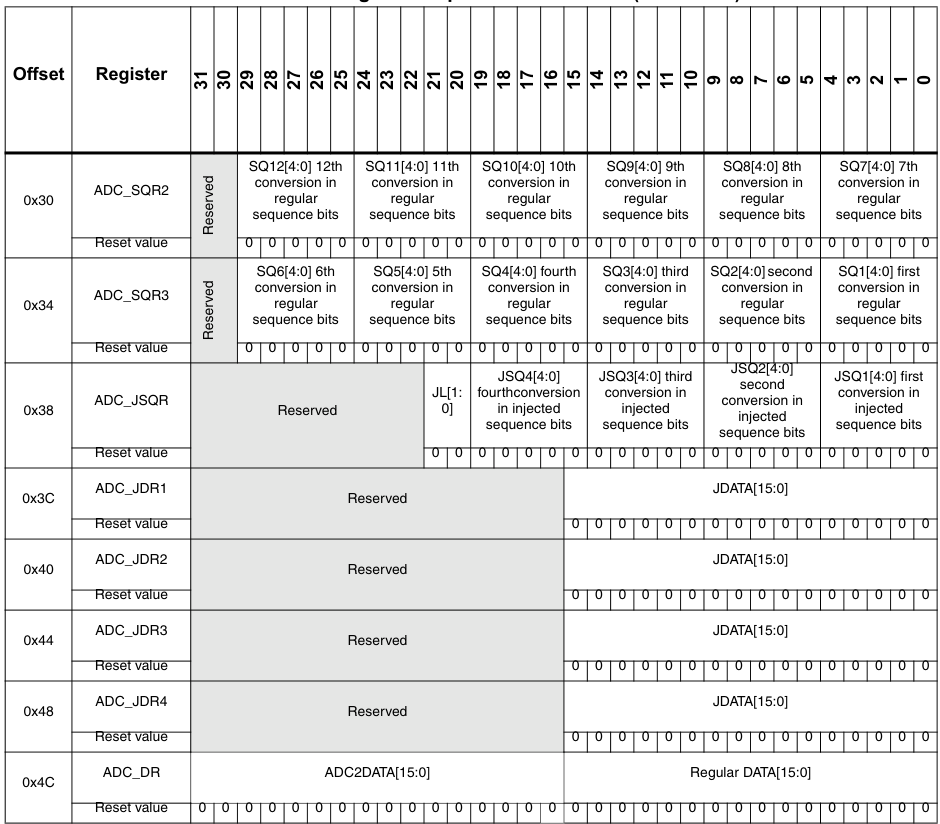 Offset Register 31 30 29 28 27 26 25 24 23 22 21 20 19 18 17 16 15 14 13 12 11 10 9 8 7 6 5 4 3 2 1 0
0x30 ADC_SQR2 Reserved SQ12[4:0] 12th conversion in regular sequence bits SQ11[4:0] 11th conversion in regular sequence bits SQ10[4:0] 10th conversion in regular sequence bits SQ9[4:0] 9th conversion in regular sequence bits SQ8[4:0] 8th conversion in regular sequence bits SQ7[4:0] 7th conversion in regular sequence bits
Reset value 0 0 0 0 0 0 0 0 0 0 0 0 0 0 0 0 0 0 0 0 0 0 0 0 0 0 0 0 0 0
0x34 ADC_SQR3 Reserved SQ6[4:0] 6th conversion in regular sequence bits SQ5[4:0] 5th conversion in regular sequence bits SQ4[4:0] fourth conversion in regular sequence bits SQ3[4:0] third conversion in regular sequence bits SQ2[4:0] second conversion in regular sequence bits SQ1[4:0] first conversion in regular sequence bits
Reset value 0 0 0 0 0 0 0 0 0 0 0 0 0 0 0 0 0 0 0 0 0 0 0 0 0 0 0 0 0 0
0x38 ADC_JSQR Reserved JL[1:0] JSQ4[4:0] fourthconversion in injected sequence bits JSQ3[4:0] third conversion in injected sequence bits JSQ2[4:0] second conversion in injected sequence bits JSQ1[4:0] first conversion in injected sequence bits
Reset value 0 0 0 0 0 0 0 0 0 0 0 0 0 0 0 0 0 0 0 0 0 0
0x3C ADC_JDR1 Reserved JDATA[15:0]
Reset value 0 0 0 0 0 0 0 0 0 0 0 0 0 0 0 0
0x40 ADC_JDR2 Reserved JDATA[15:0]
Reset value 0 0 0 0 0 0 0 0 0 0 0 0 0 0 0 0
0x44 ADC_JDR3 Reserved JDATA[15:0]
Reset value 0 0 0 0 0 0 0 0 0 0 0 0 0 0 0 0
0x48 ADC_JDR4 Reserved JDATA[15:0]
Reset value 0 0 0 0 0 0 0 0 0 0 0 0 0 0 0 0
0x4C ADC_DR ADC2DATA[15:0] Regular DATA[15:0]
Reset value 0 0 0 0 0 0 0 0 0 0 0 0 0 0 0 0 0 0 0 0 0 0 0 0 0 0 0 0 0 0 0 0